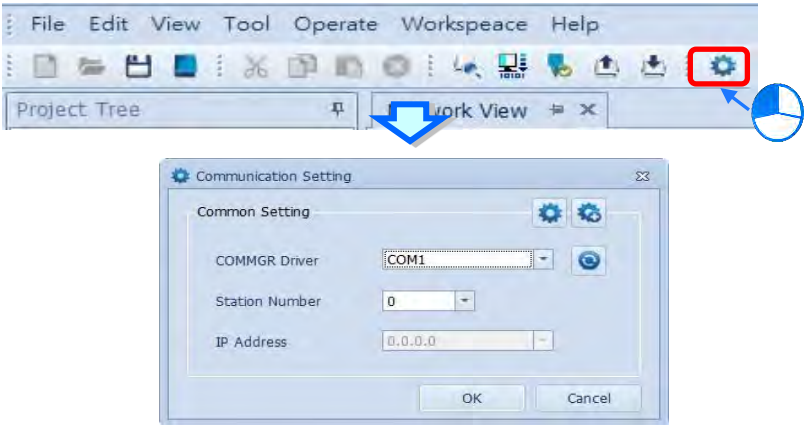 File Edit View Tool Operate Workspeace Help
Project Tree
work View
Communication Setting
Common Setting
COMMGR Driver COM1
Station Number 0
IP Address 0.0.0.0
OK Cancel